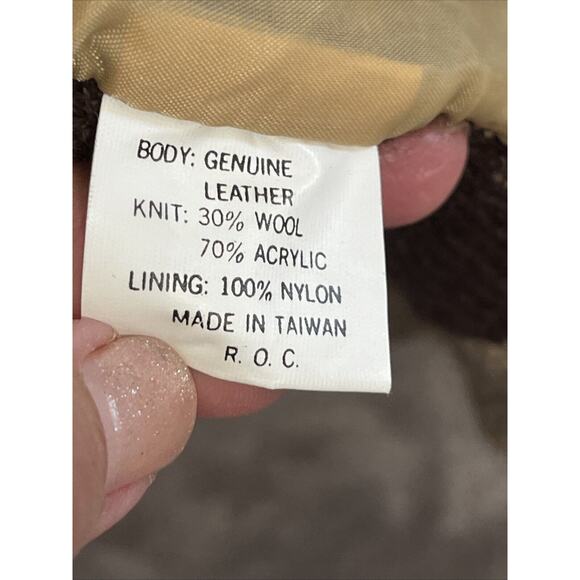 BODY: GENUINE
LEATHER
KNIT: 30% WOOL
70% ACRYLIC
LINING: 100% NYLON
MADE IN TAIWAN
R. O. C.